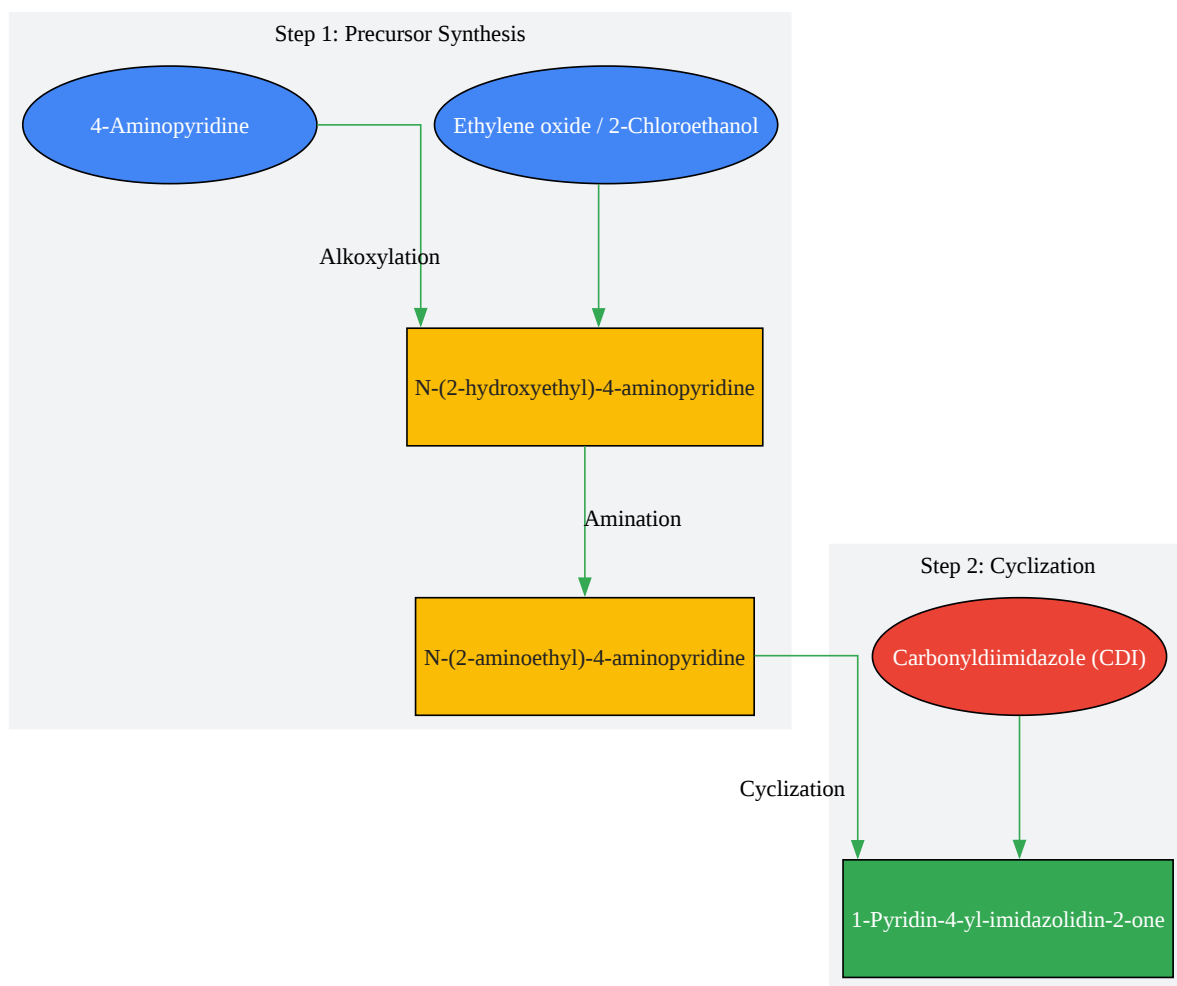 Step 1: Precursor Synthesis
4-Aminopyridine
Ethylene oxide / 2-Chloroethanol
Alkoxylation
N-(2-hydroxyethyl)-4-aminopyridine
Amination
Step 2: Cyclization
N-(2-aminoethyl)-4-aminopyridine
Carbonyldiimidazole (CDI)
Cyclization
1-Pyridin-4-yl-imidazolidin-2-one